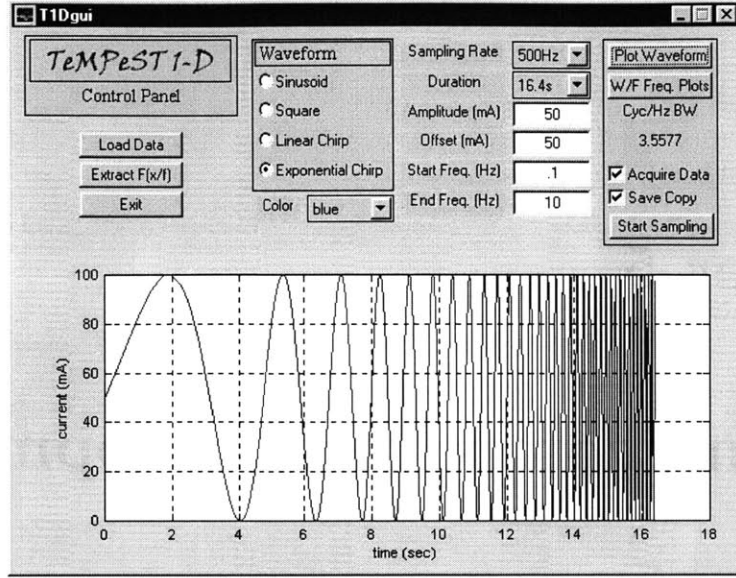 T1Dgui
TeMPeST 1-D
Control Panel
Load Data
Extract F(x/f)
Exit
Waveform
Sinusoid
Square
Linear Chirp
Exponential Chirp
Color blue
Sampling Rate 500Hz
Duration 16.4s
Amplitude (mA) 50
Offset (mA) 50
Start Freq. (Hz) .1
End Freq. (Hz) 10
Plot Waveform
W/F Freq. Plots
Cyc/Hz BW
3.5577
Acquire Data
Save Copy
Start Sampling
100
80
60
40
20
0
current (mA)
0 2 4 6 8 10 12 14 16 18
time (sec)